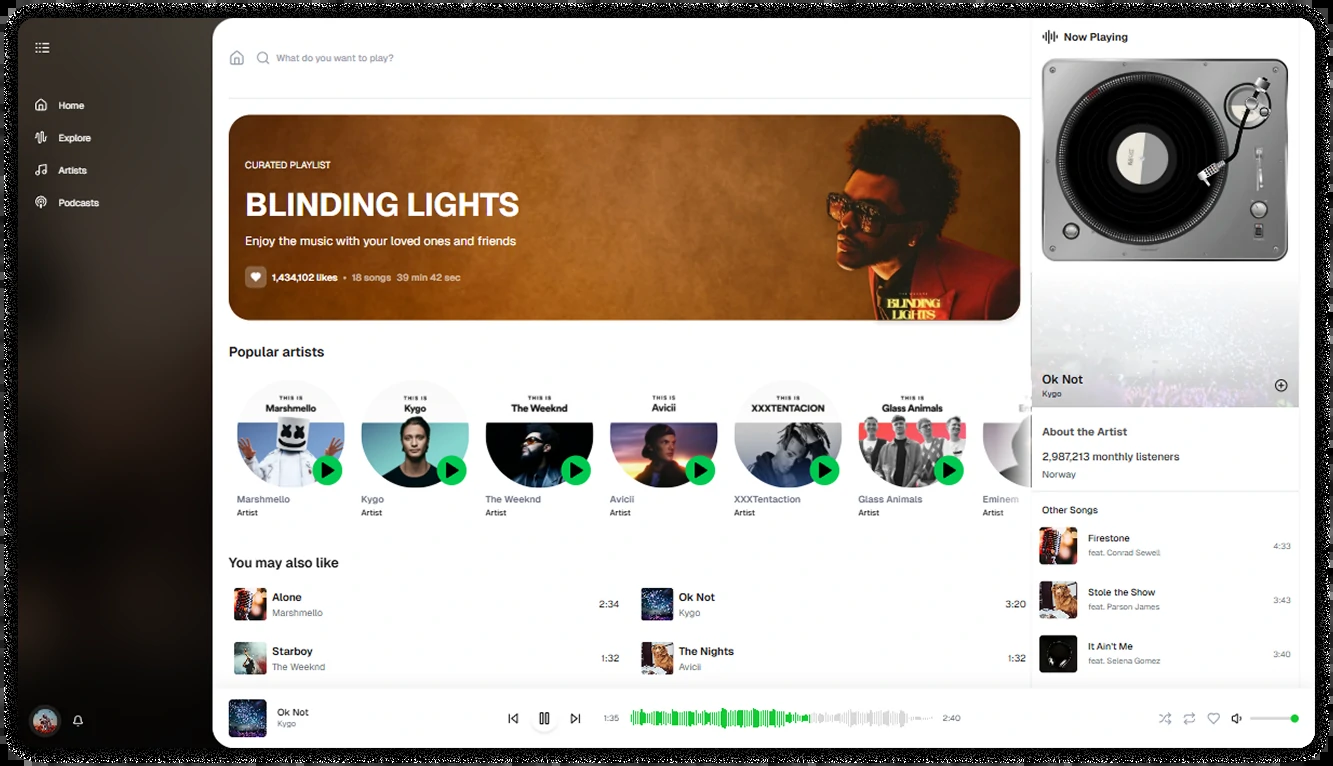 Home
Explore
Artists
Podcasts
What do you want to play?
CURATED PLAYLIST
BLINDING LIGHTS
Enjoy the music with your loved ones and friends
1,434,102 likes • 18 songs 39 min 42 sec
BLINDING
LIGHTS
Popular artists
THIS IS
Marshmello
Marshmello
Artist
THIS IS
Kygo
Kygo
Artist
THIS IS
The Weeknd
The Weeknd
Artist
THIS IS
Avicii
Avicii
Artist
THIS IS
XXXTENTACION
XXXTentaction
Artist
THIS IS
Glass Animals
Glass Animals
Artist
Eminem
Artist
You may also like
Alone
Marshmello
2:34
Ok Not
Kygo
3:20
Starboy
The Weeknd
1:32
The Nights
Avicii
1:32
Now Playing
Ok Not
Kygo
About the Artist
2,987,213 monthly listeners
Norway
Other Songs
Firestone
feat. Conrad Sewell
4:33
Stole the Show
feat. Parson James
3:43
It Ain't Me
feat. Selena Gomez
3:40
Ok Not
Kygo
1:35
2:40